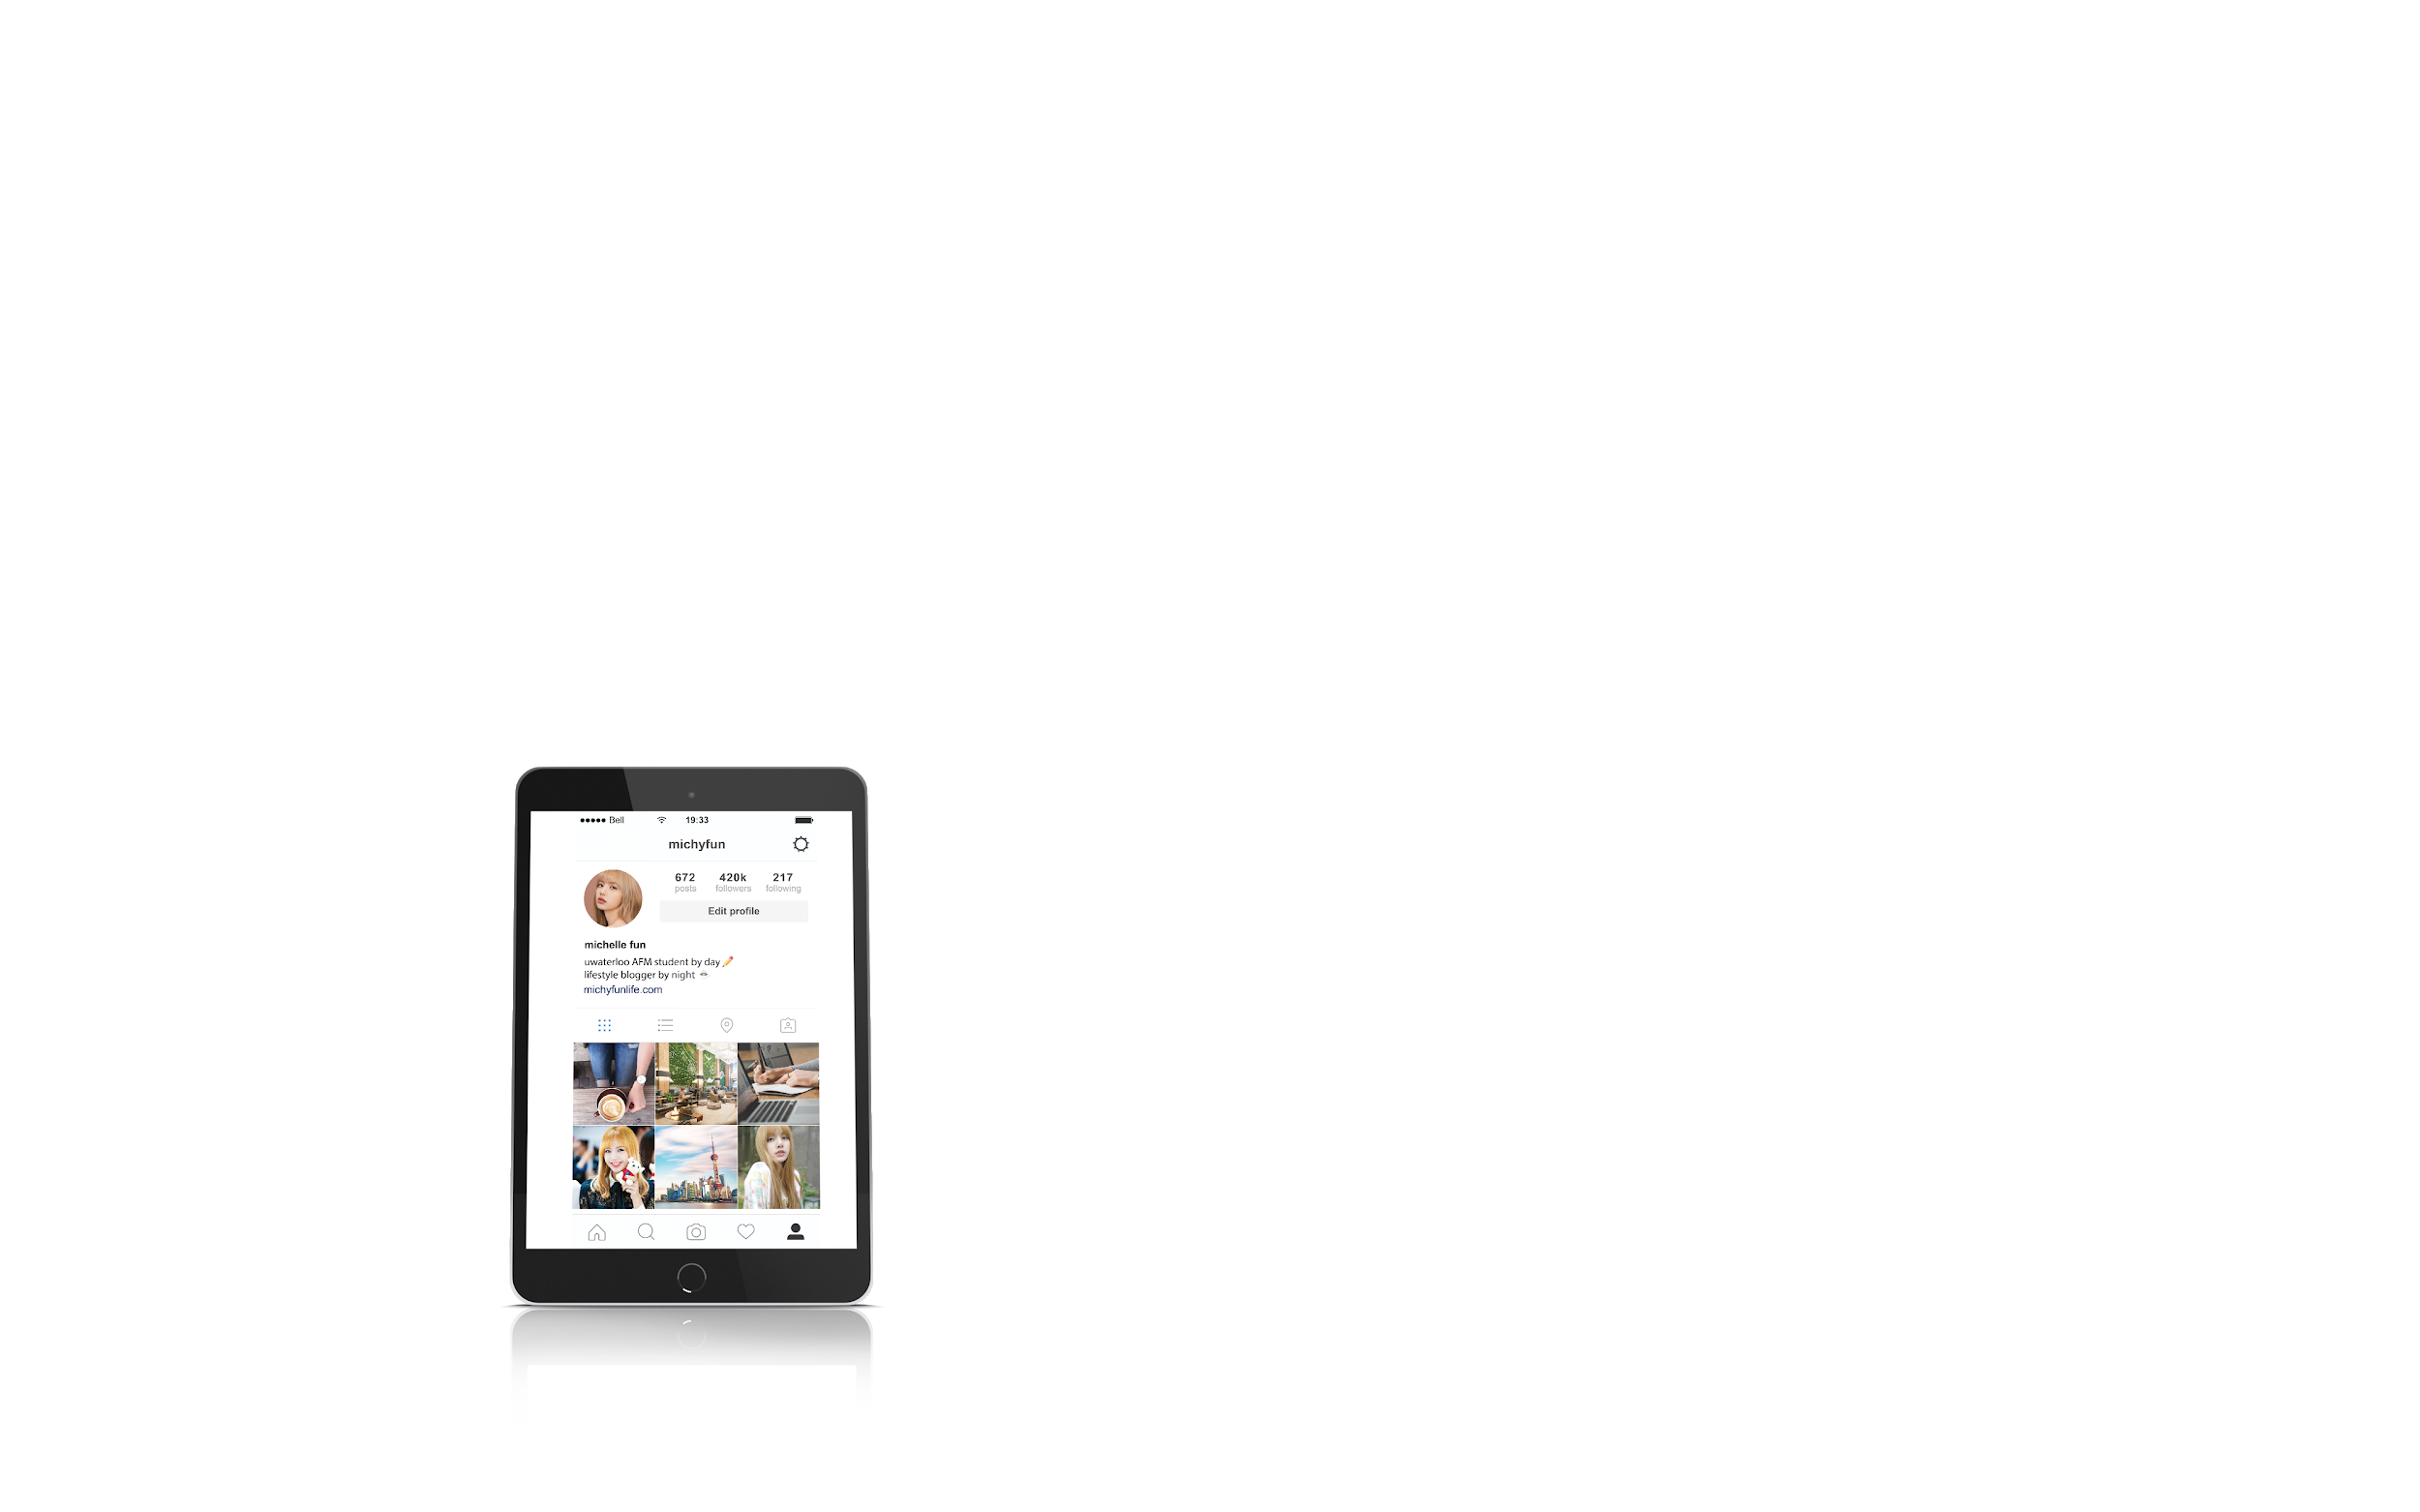 ●●●●● Bell 19:33
michyfun
672 420k 217
posts followers following
Edit profile
michelle fun
uwaterloo AFM student by day ✏️
lifestyle blogger by night
michyfunlife.com